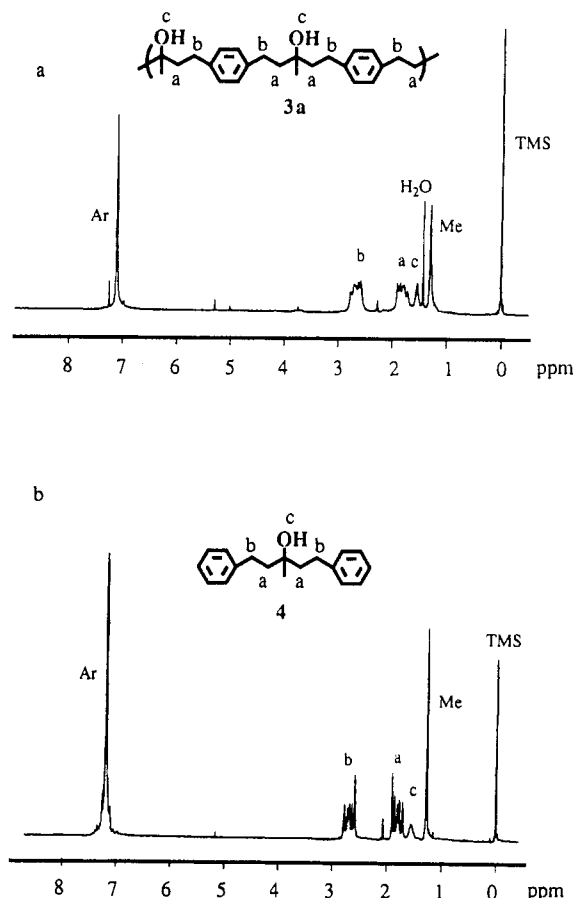 c c
OH b b OH b b
a a a a a
3a
a
TMS
H₂O
Ar Me
b a c
8 7 6 5 4 3 2 1 0 ppm
b
c
OH
b b
a a
4
TMS
Ar Me
b a
c
8 7 6 5 4 3 2 1 0 ppm